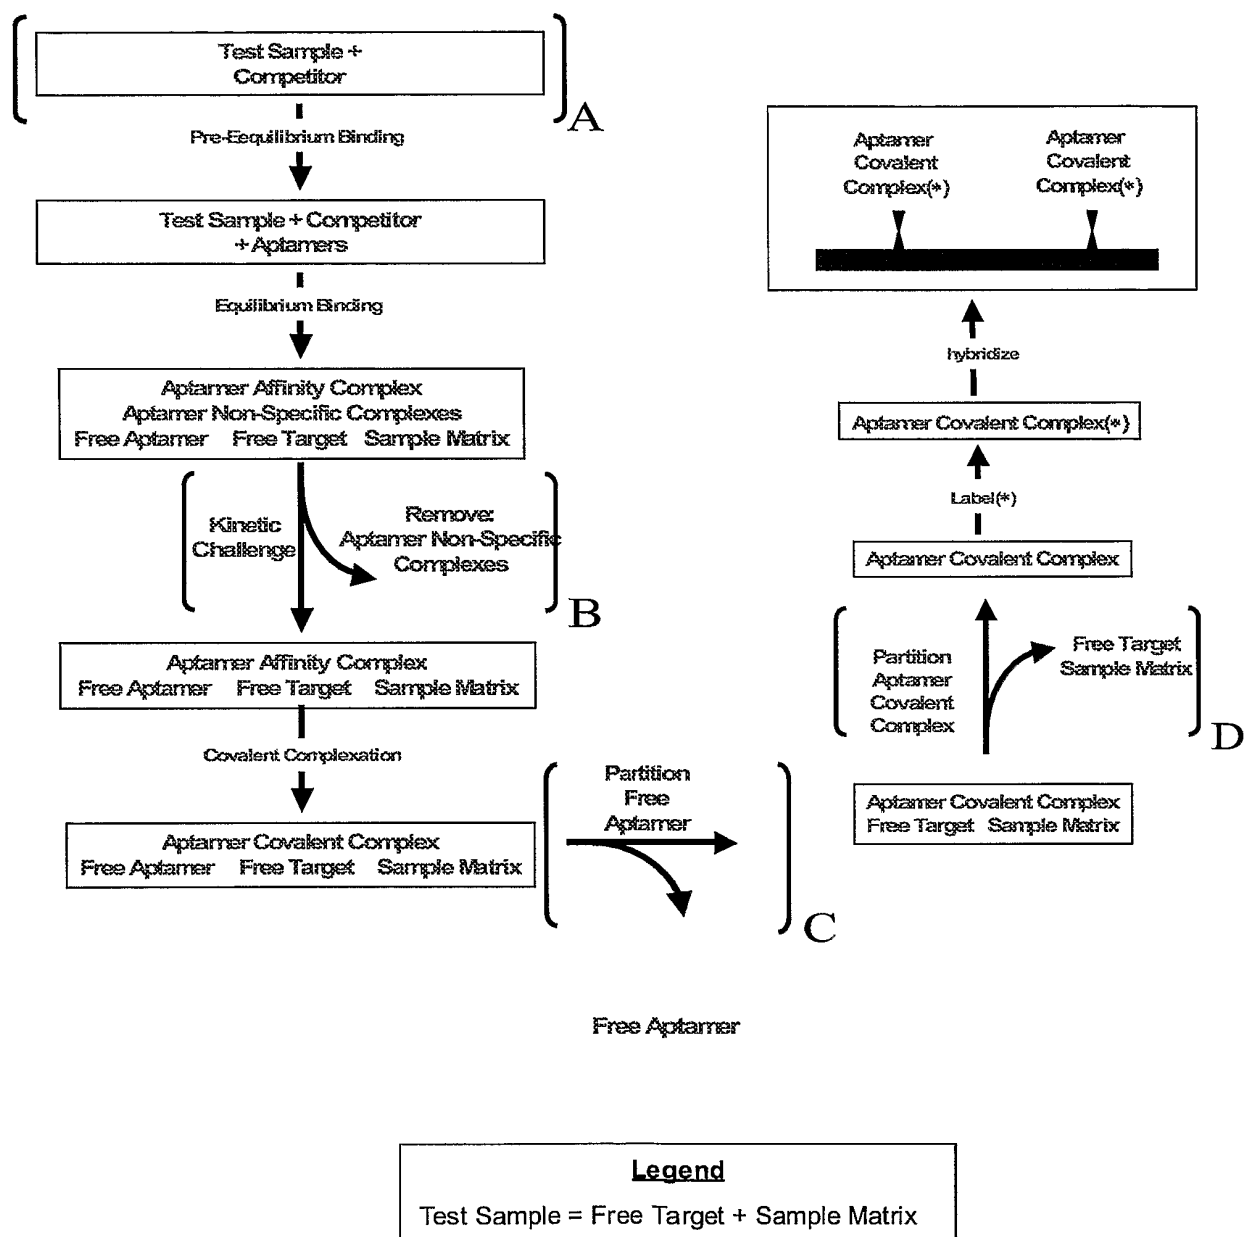 Test Sample +
Competitor
A
Pre-Eequilibrium Binding
Test Sample + Competitor
+ Aptamers
Equilibrium Binding
Aptamer Affinity Complex
Aptamer Non-Specific Complexes
Free Aptamer Free Target Sample Matrix
Kinetic
Challenge
Remove:
Aptamer Non-Specific
Complexes
B
Aptamer Affinity Complex
Free Aptamer Free Target Sample Matrix
Covalent Complexation
Aptamer Covalent Complex
Free Aptamer Free Target Sample Matrix
Partition
Free
Aptamer
C
Free Aptamer
Aptamer Covalent Complex
Free Target Sample Matrix
Partition
Aptamer
Covalent
Complex
Free Target
Sample Matrix
D
Aptamer Covalent Complex
Label(*)
Aptamer Covalent Complex(*)
hybridize
Aptamer
Covalent
Complex(*)
Aptamer
Covalent
Complex(*)
Legend
Test Sample = Free Target + Sample Matrix